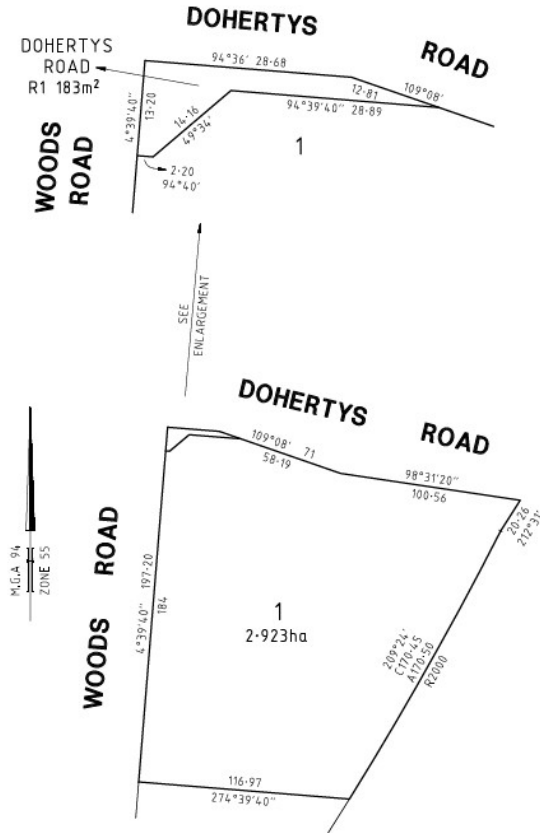 DOHERTYS ROAD
DOHERTYS
ROAD
R1 183m²
94°36' 28·68
12·81
109°08'
94°39'40" 28·89
4°39'40"
13·20
14·16
49°34'
1
2·20
94°40'
WOODS
ROAD
SEE
ENLARGEMENT
DOHERTYS ROAD
109°08' 71
58·19
98°31'20"
100·56
20·26
212°31'
M.G.A 94
ZONE 55
WOODS ROAD
4°39'40" 197·20
184
1
2·923ha
209°24'
C170·45
A170·50
R2000
116·97
274°39'40"